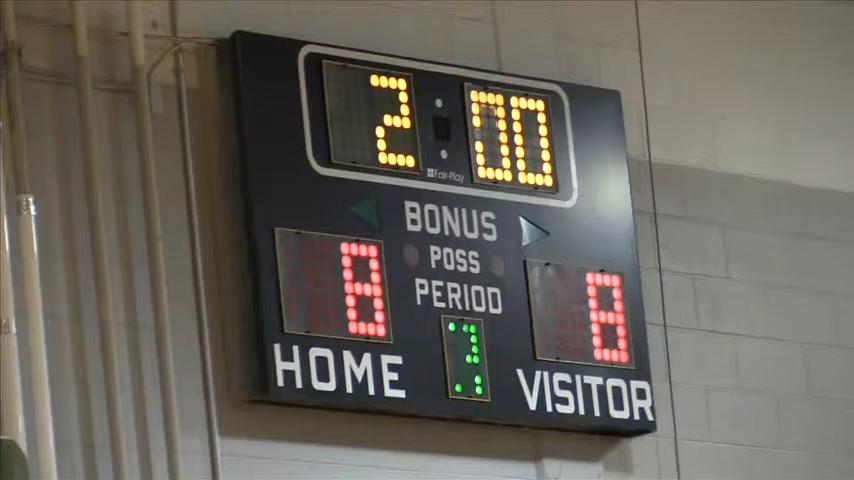 2:00
Fair-Play
BONUS
POSS
PERIOD
8
8
HOME
VISITOR